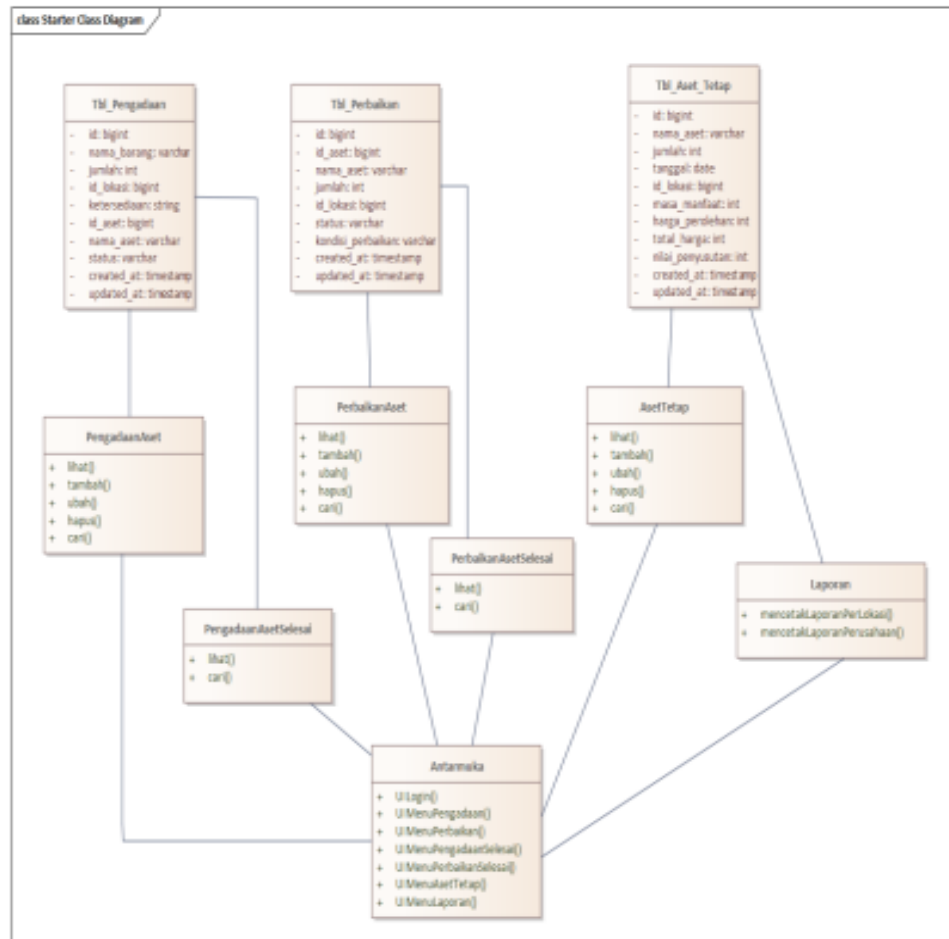 class Starter Class Diagram
Tbl_Pengadaan
- id: bigint
- nama_barang: varchar
- jumlah: int
- id_lokasi: bigint
- ketersediaan: string
- id_aset: bigint
- nama_aset: varchar
- status: varchar
- created_at: timestamp
- updated_at: timestamp
Tbl_Perbaikan
- id: bigint
- id_aset: bigint
- nama_aset: varchar
- jumlah: int
- id_lokasi: bigint
- status: varchar
- kondisi_perbaikan: varchar
- created_at: timestamp
- updated_at: timestamp
Tbl_Aset_Tetap
- id: bigint
- nama_aset: varchar
- jumlah: int
- tanggal: date
- id_lokasi: bigint
- masa_manfaat: int
- harga_perolehan: int
- total_harga: int
- nilai_penyusutan: int
- created_at: timestamp
- updated_at: timestamp
PengadaanAset
+ lihat()
+ tambah()
+ ubah()
+ hapus()
+ cari()
PerbaikanAset
+ lihat()
+ tambah()
+ ubah()
+ hapus()
+ cari()
AsetTetap
+ lihat()
+ tambah()
+ ubah()
+ hapus()
+ cari()
PengadaanAsetSelesai
+ lihat()
+ cari()
PerbaikanAsetSelesai
+ lihat()
+ cari()
Laporan
+ mencetakLaporanPerLokasi()
+ mencetakLaporanPerusahaan()
Antarmuka
+ UILogin()
+ UIMenuPengadaan()
+ UIMenuPerbaikan()
+ UIMenuPengadaanSelesai()
+ UIMenuPerbaikanSelesai()
+ UIMenuAsetTetap()
+ UIMenuLaporan()